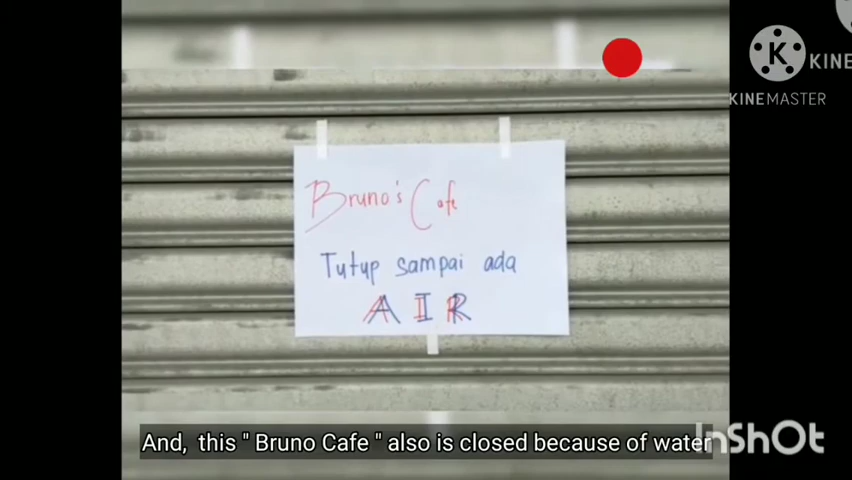 KINE
KINEMASTER
Bruno's Cafe
Tutup sampai ada
AIR
And, this " Bruno Cafe " also is closed because of water
InShOt